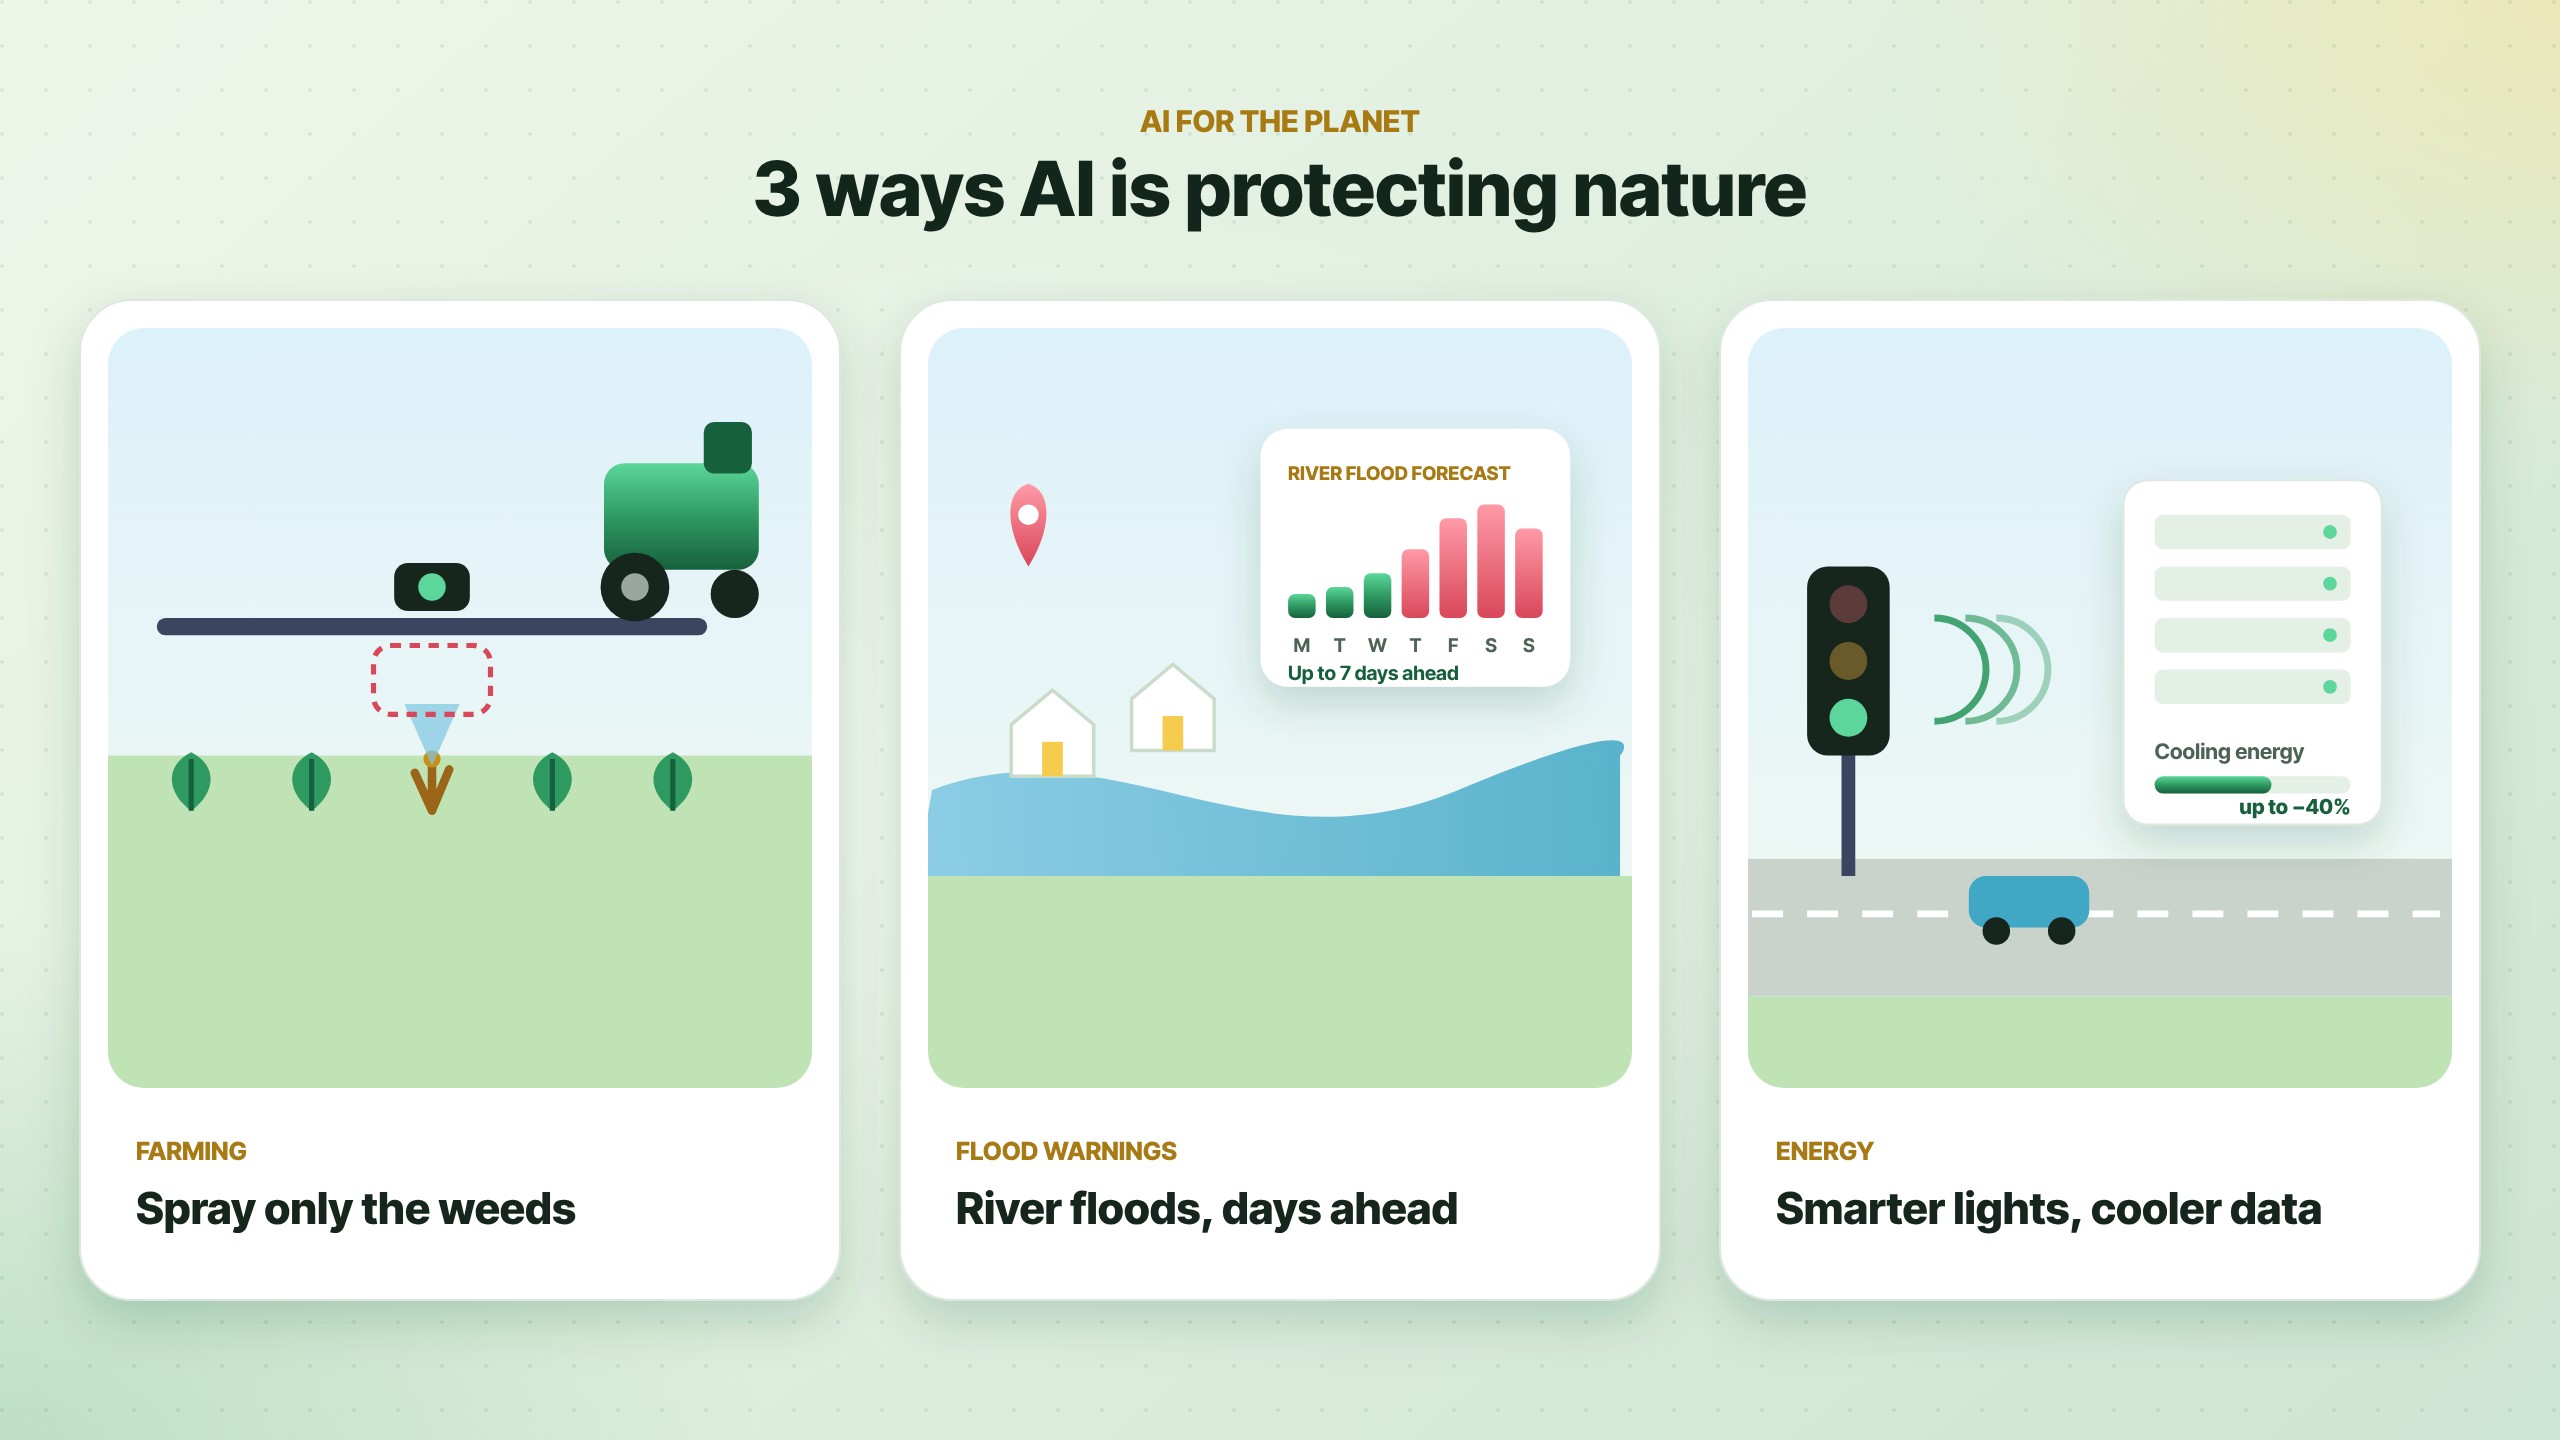 AI FOR THE PLANET
3 ways AI is protecting nature
RIVER FLOOD FORECAST
M T W T F S S
Up to 7 days ahead
Cooling energy
up to −40%
FARMING
Spray only the weeds
FLOOD WARNINGS
River floods, days ahead
ENERGY
Smarter lights, cooler data